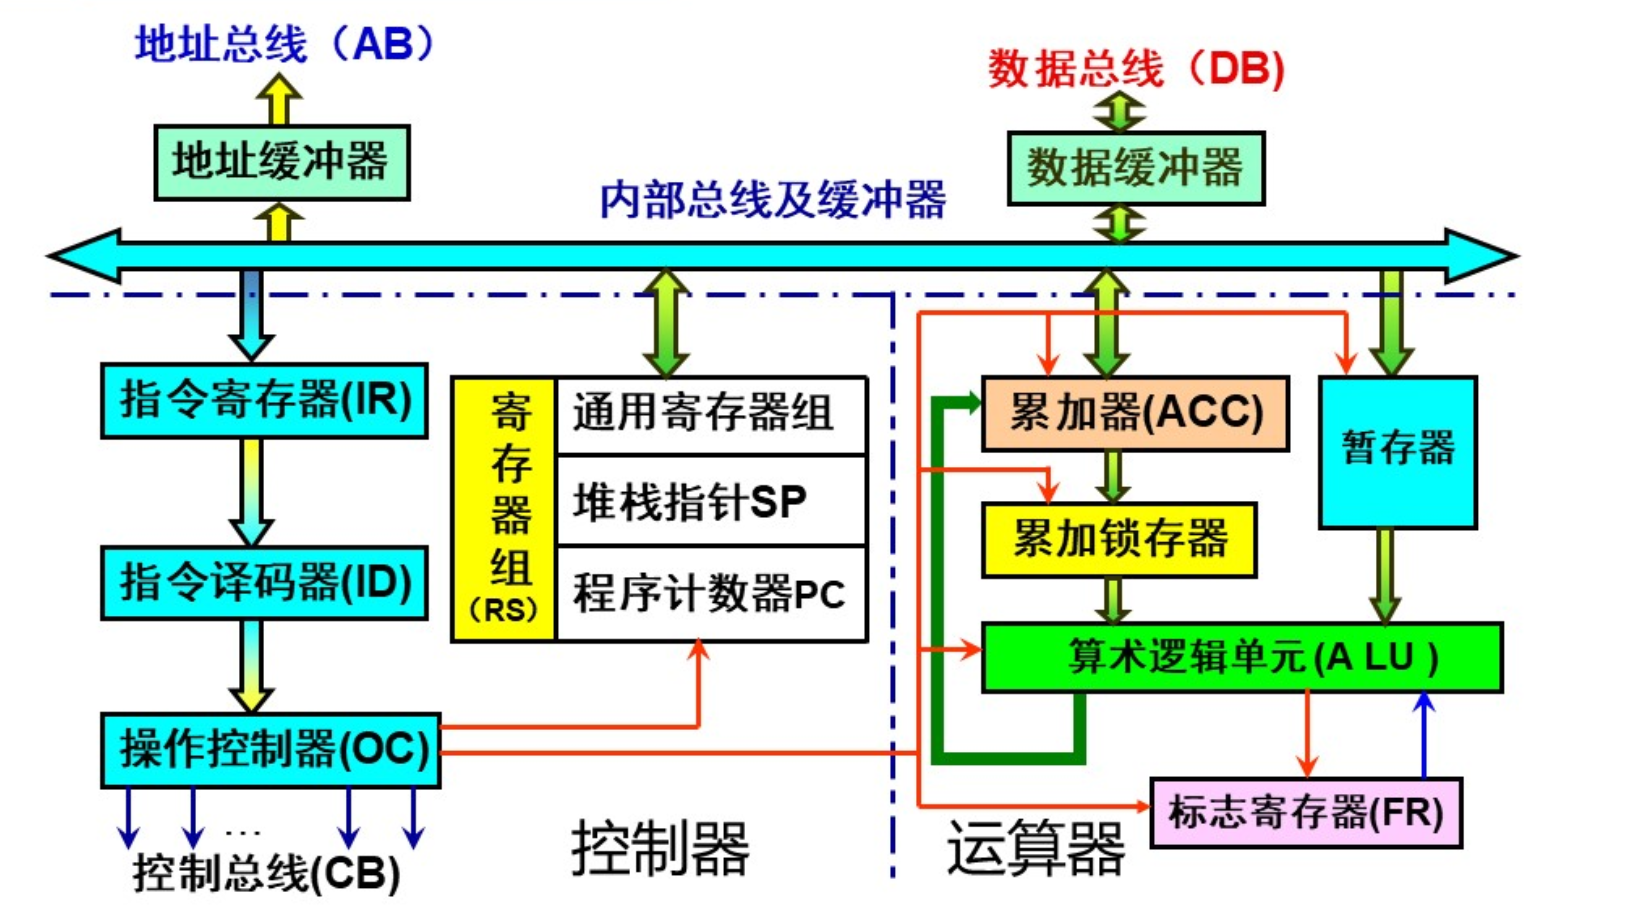 地址总线（AB）
数据总线（DB)
地址缓冲器
数据缓冲器
内部总线及缓冲器
指令寄存器(IR)
寄存器组
（RS）
通用寄存器组
堆栈指针SP
程序计数器PC
累加器(ACC)
暂存器
累加锁存器
指令译码器(ID)
算术逻辑单元(A LU )
操作控制器(OC)
标志寄存器(FR)
...
控制总线(CB)
控制器
运算器